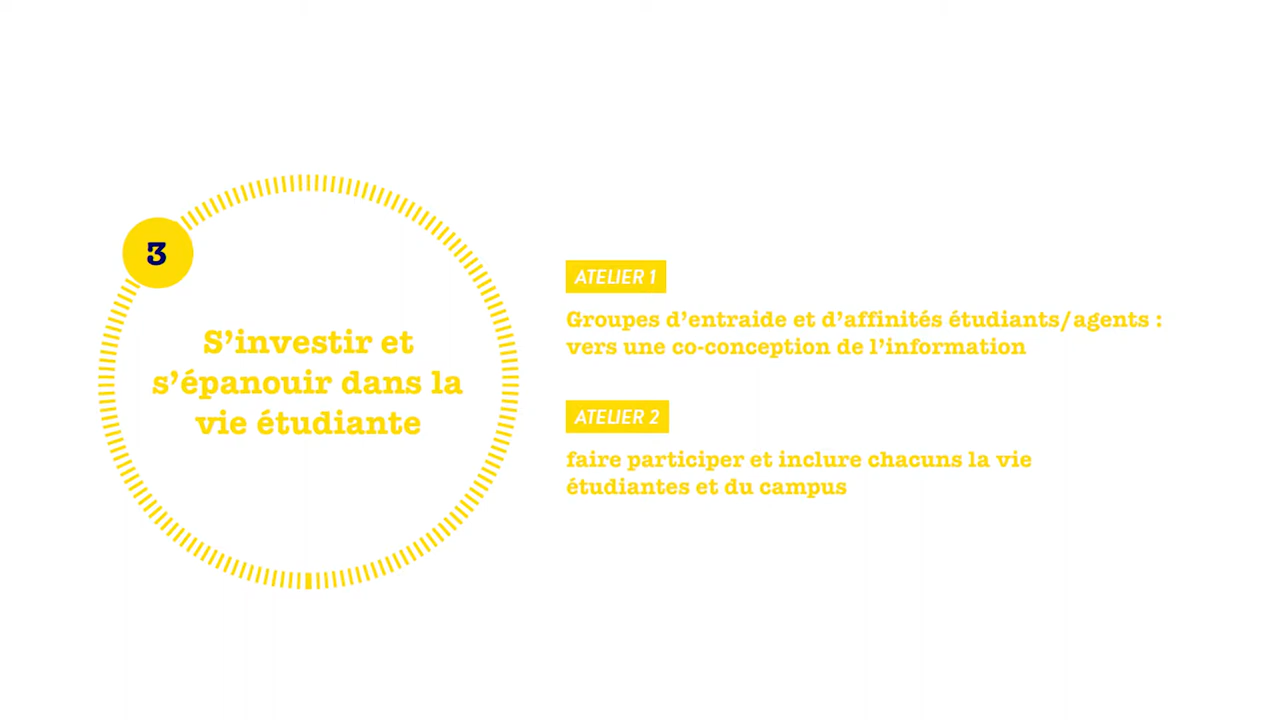 3
S’investir et
s’épanouir dans la
vie étudiante
ATELIER 1
Groupes d’entraide et d’affinités étudiants/agents :
vers une co-conception de l’information
ATELIER 2
faire participer et inclure chacuns la vie
étudiantes et du campus